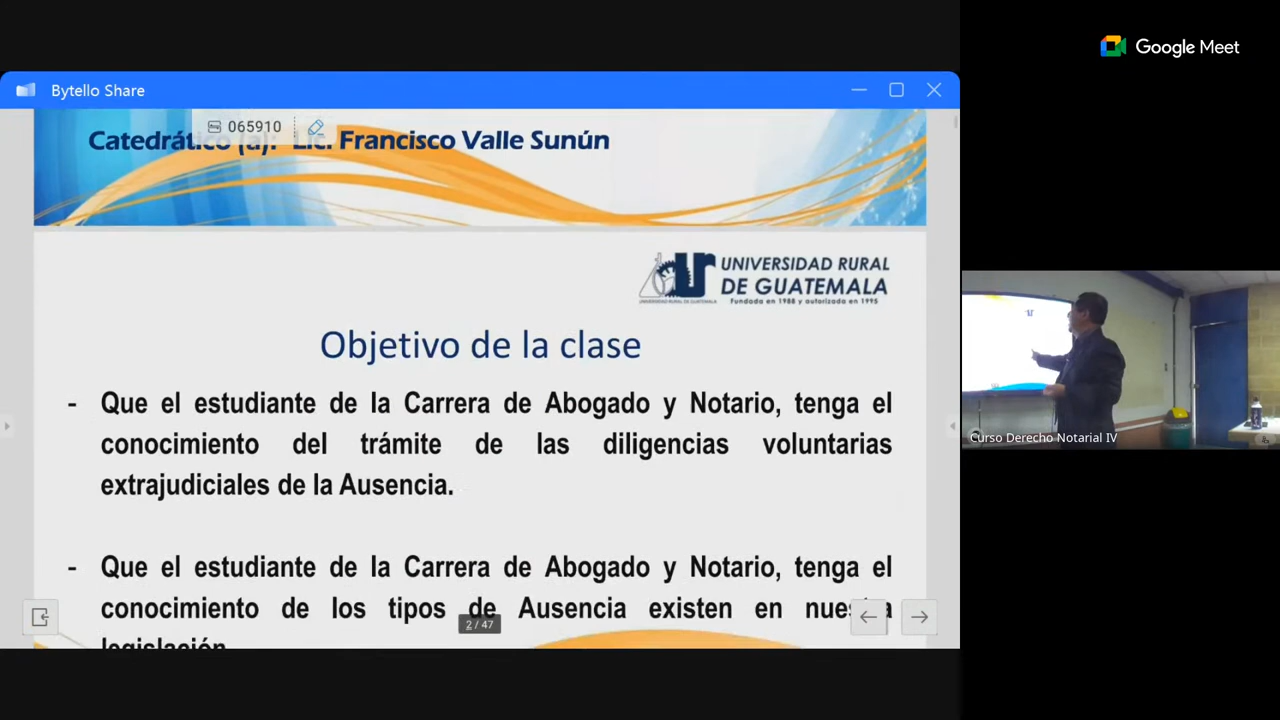 Google Meet
Bytello Share
065910
Catedrático (a): Lic. Francisco Valle Sunún
UNIVERSIDAD RURAL
DE GUATEMALA
Fundada en 1988 y autorizada en 1995
Objetivo de la clase
- Que el estudiante de la Carrera de Abogado y Notario, tenga el
conocimiento del trámite de las diligencias voluntarias
extrajudiciales de la Ausencia.
- Que el estudiante de la Carrera de Abogado y Notario, tenga el
conocimiento de los tipos de Ausencia existen en nuestra
legislación
2 / 47
Curso Derecho Notarial IV